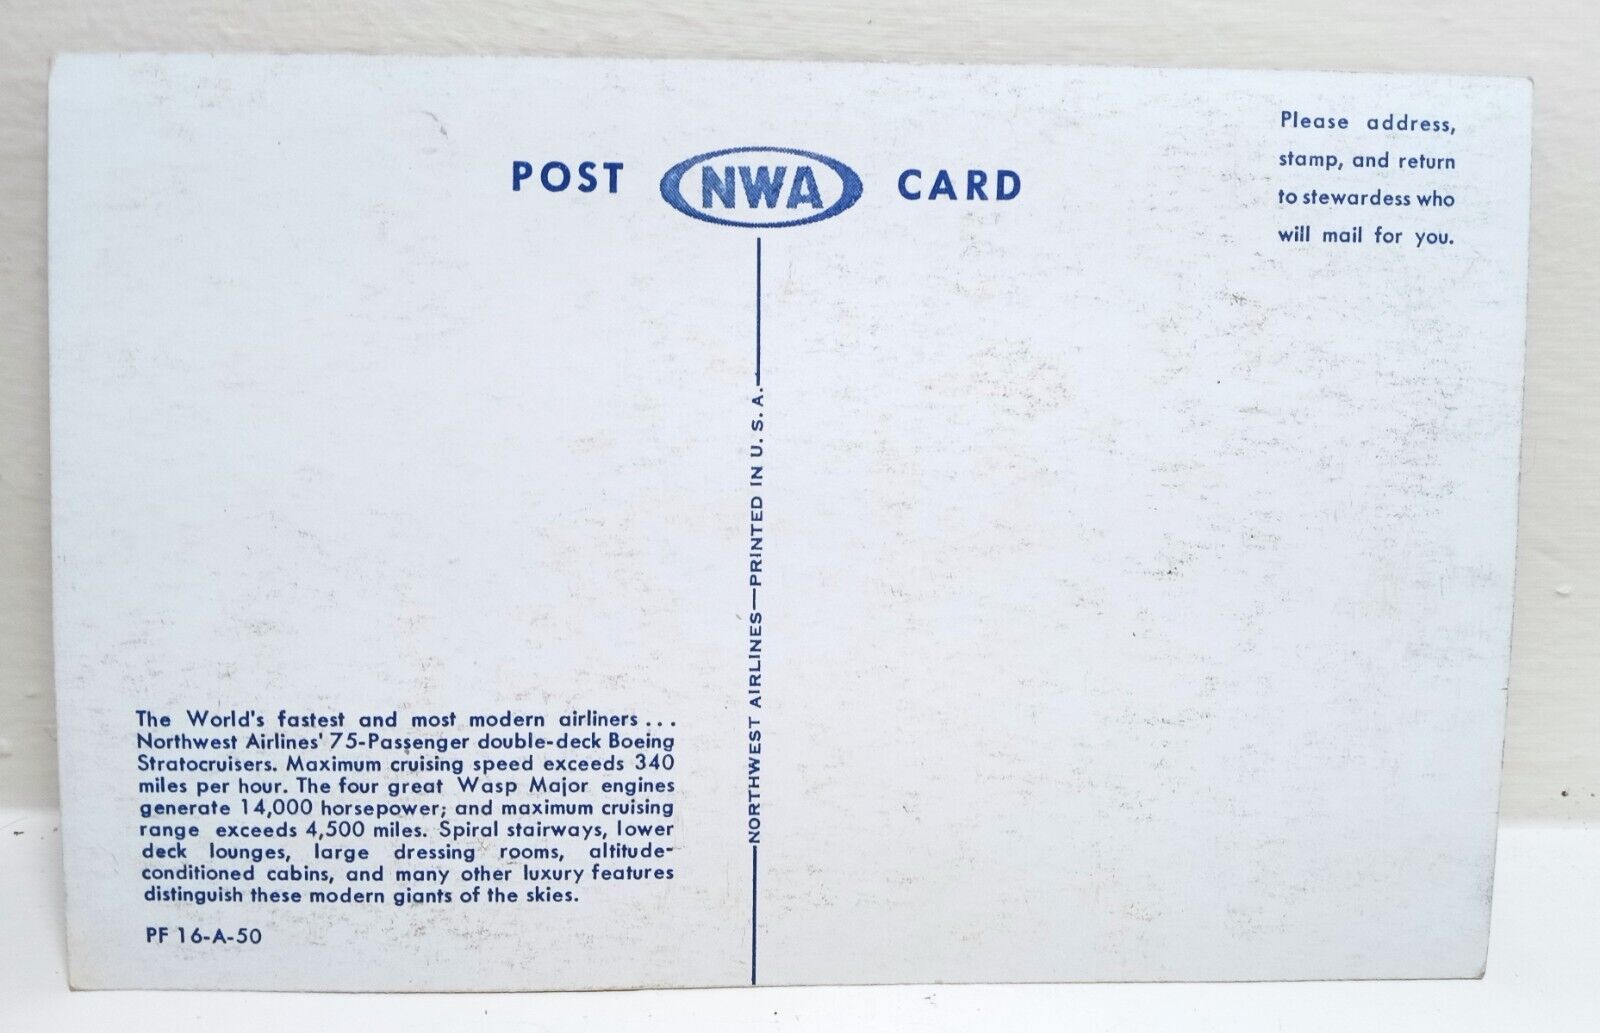 POST NWA CARD
Please address,
stamp, and return
to stewardess who
will mail for you.
NORTHWEST AIRLINES—PRINTED IN U. S. A.
The World's fastest and most modern airliners . . .
Northwest Airlines' 75-Passenger double-deck Boeing
Stratocruisers. Maximum cruising speed exceeds 340
miles per hour. The four great Wasp Major engines
generate 14,000 horsepower; and maximum cruising
range exceeds 4,500 miles. Spiral stairways, lower
deck lounges, large dressing rooms, altitude-
conditioned cabins, and many other luxury features
distinguish these modern giants of the skies.
PF 16-A-50